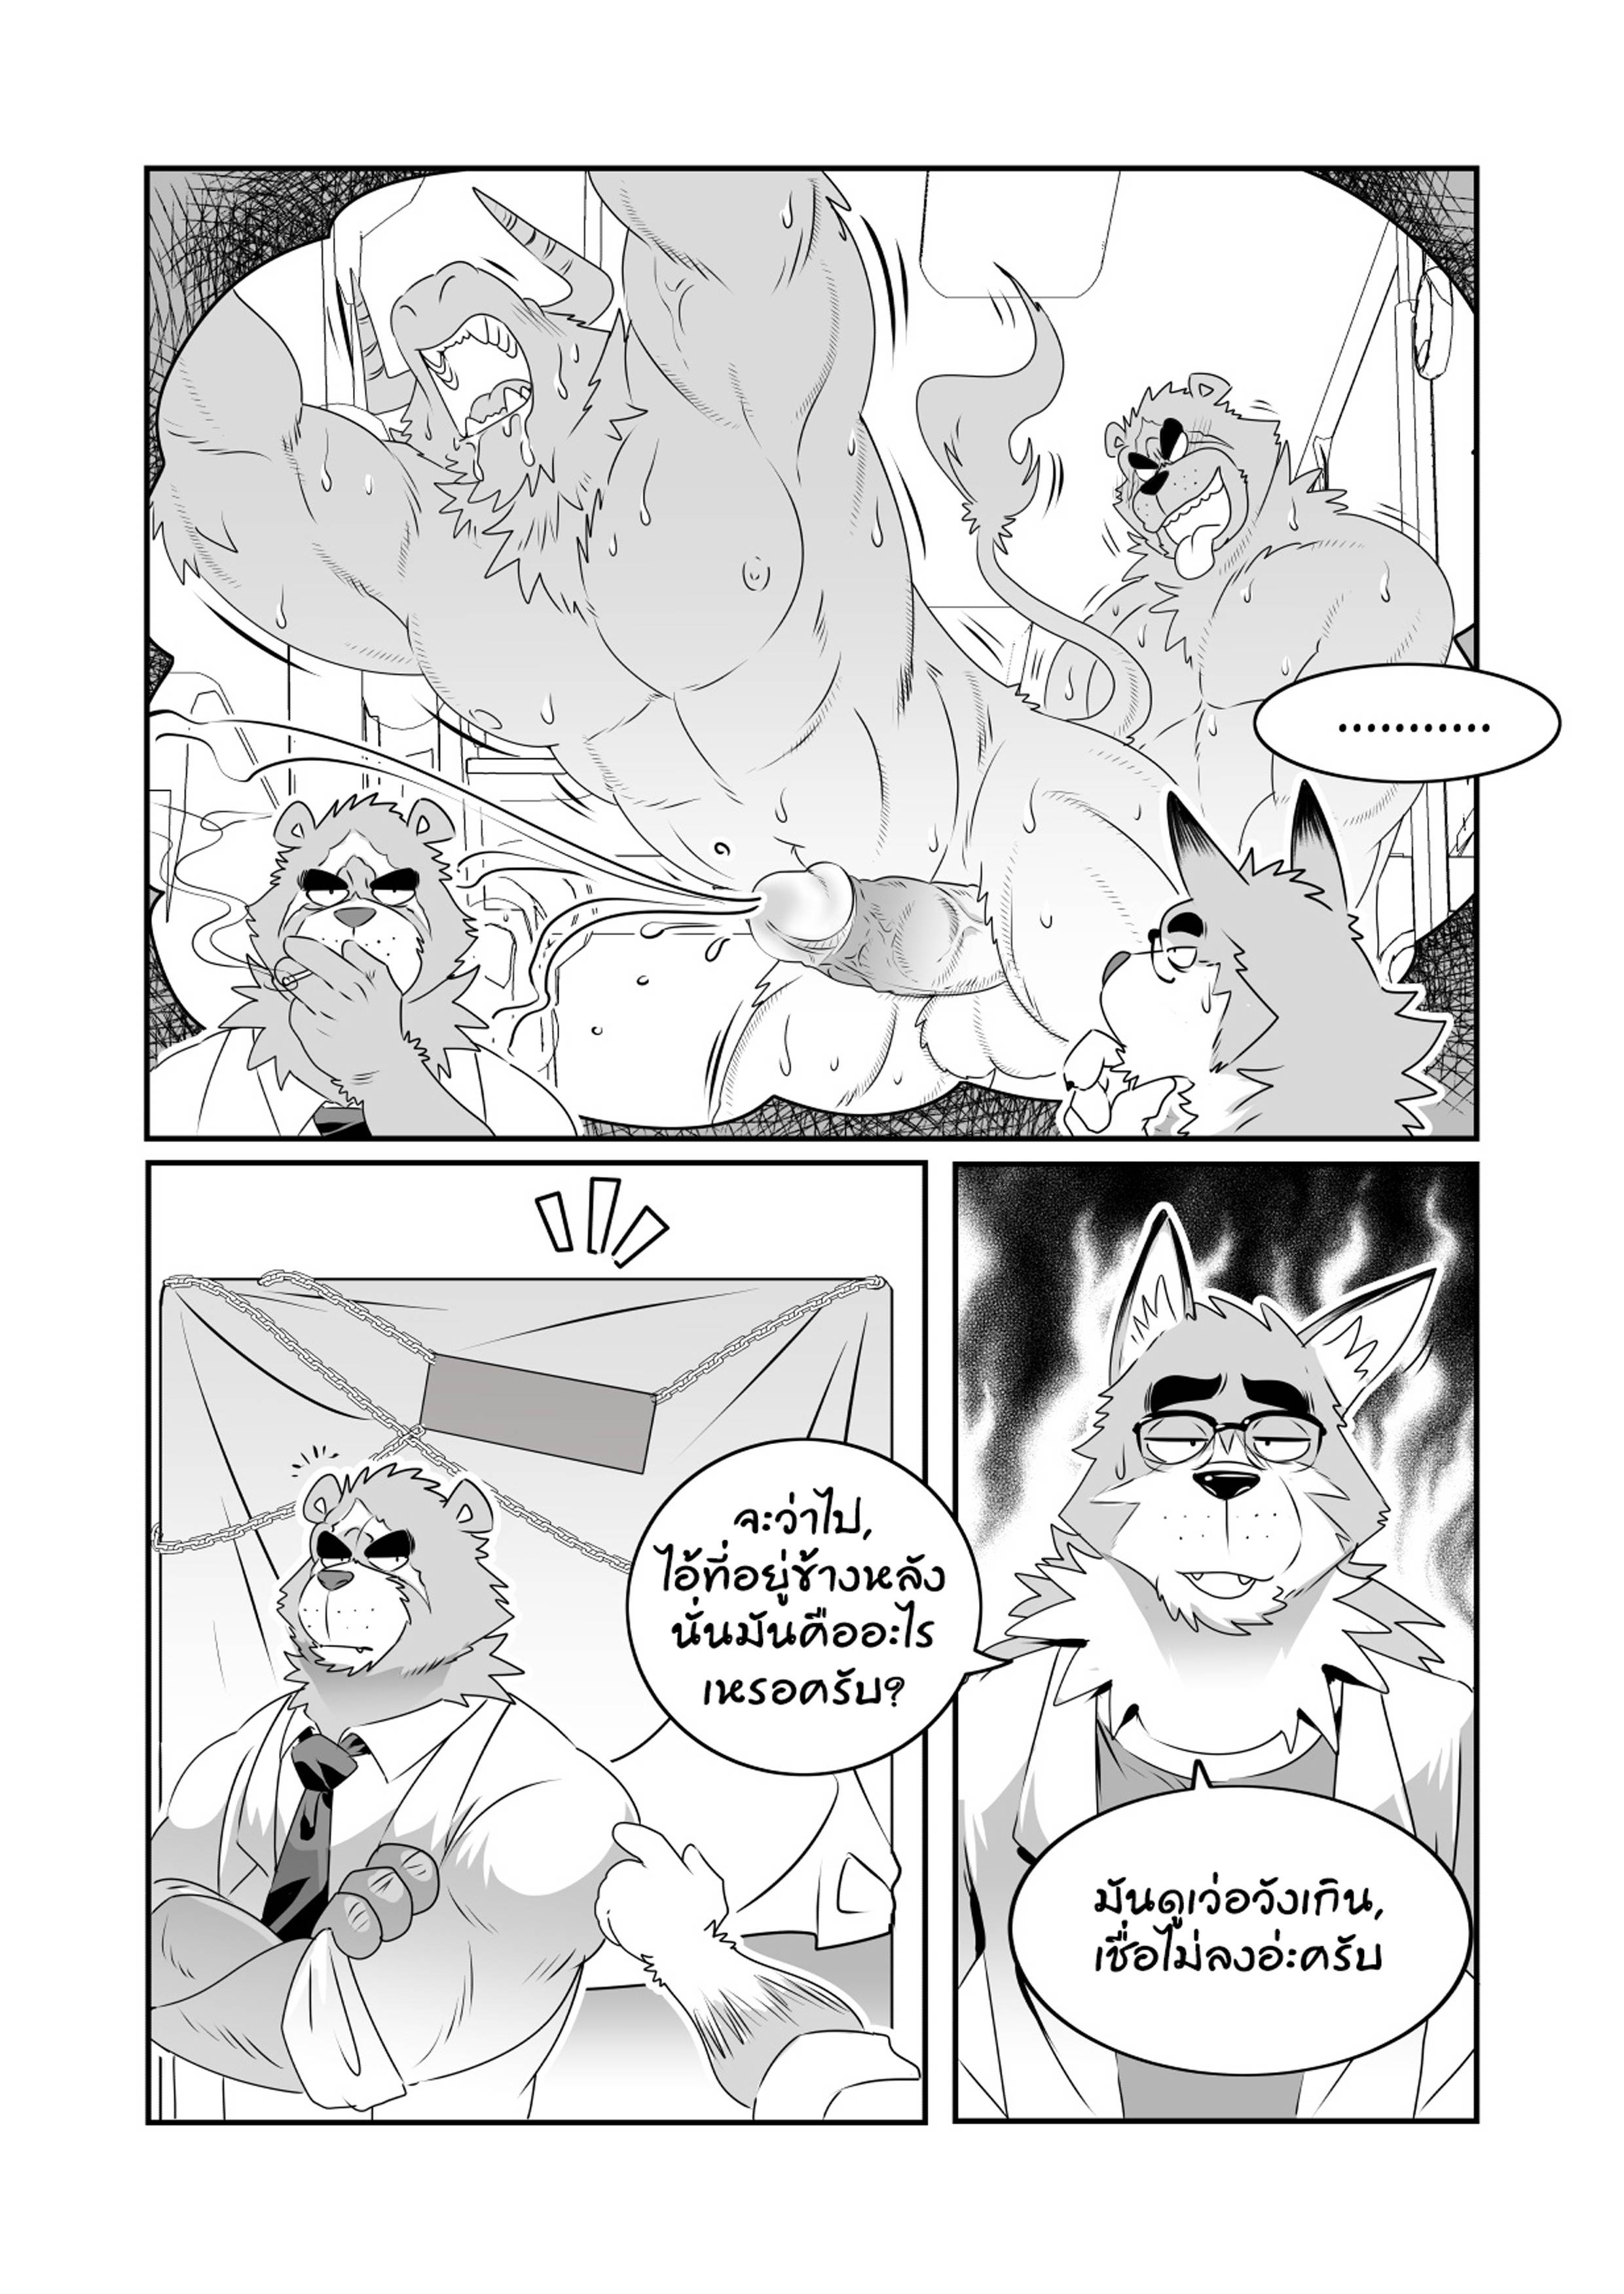 ...........
จะว่าไป,
ไอ้ที่อยู่ข้างหลัง
นั่นมันคืออะไร
เหรอครับ?
มันดูเว่อวังเกิน,
เชื่อไม่ลงอ่ะครับ